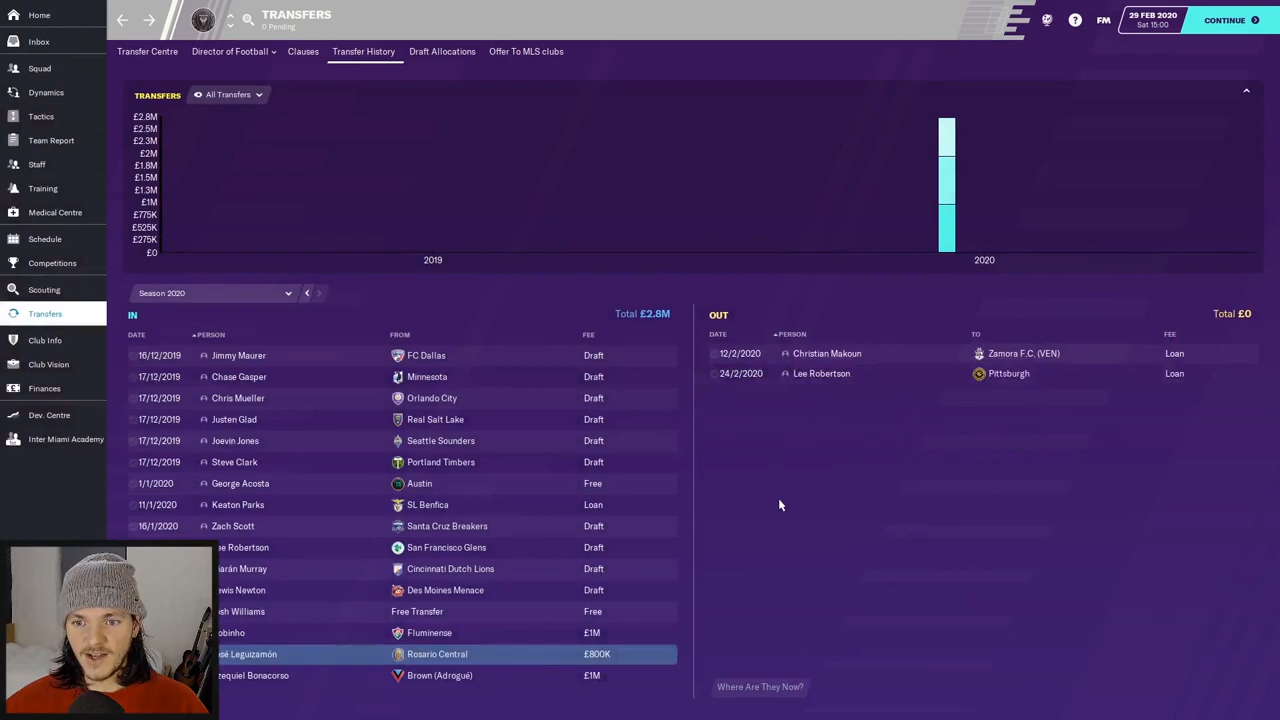 Home
Inbox
Squad
Dynamics
Tactics
Team Report
Staff
Training
Medical Centre
Schedule
Competitions
Scouting
Transfers
Club Info
Club Vision
Finances
Dev. Centre
Inter Miami Academy
TRANSFERS
0 Pending
FM
29 FEB 2020
Sat 15:00
CONTINUE
Transfer Centre Director of Football Clauses Transfer History Draft Allocations Offer To MLS clubs
TRANSFERS All Transfers
£2.8M
£2.5M
£2.3M
£2M
£1.8M
£1.5M
£1.3M
£1M
£775K
£525K
£275K
£0
2019 2020
Season 2020
IN Total £2.8M
DATE PERSON FROM FEE
16/12/2019 Jimmy Maurer FC Dallas Draft
17/12/2019 Chase Gasper Minnesota Draft
17/12/2019 Chris Mueller Orlando City Draft
17/12/2019 Justen Glad Real Salt Lake Draft
17/12/2019 Joevin Jones Seattle Sounders Draft
17/12/2019 Steve Clark Portland Timbers Draft
1/1/2020 George Acosta Austin Free
11/1/2020 Keaton Parks SL Benfica Loan
16/1/2020 Zach Scott Santa Cruz Breakers Draft
Robertson San Francisco Glens Draft
Murray Cincinnati Dutch Lions Draft
Newton Des Moines Menace Draft
Williams Free Transfer Free
Fluminense £1M
Leguizamón Rosario Central £800K
Bonacorso Brown (Adrogué) £1M
OUT Total £0
DATE PERSON TO FEE
12/2/2020 Christian Makoun Zamora F.C. (VEN) Loan
24/2/2020 Lee Robertson Pittsburgh Loan
Where Are They Now?